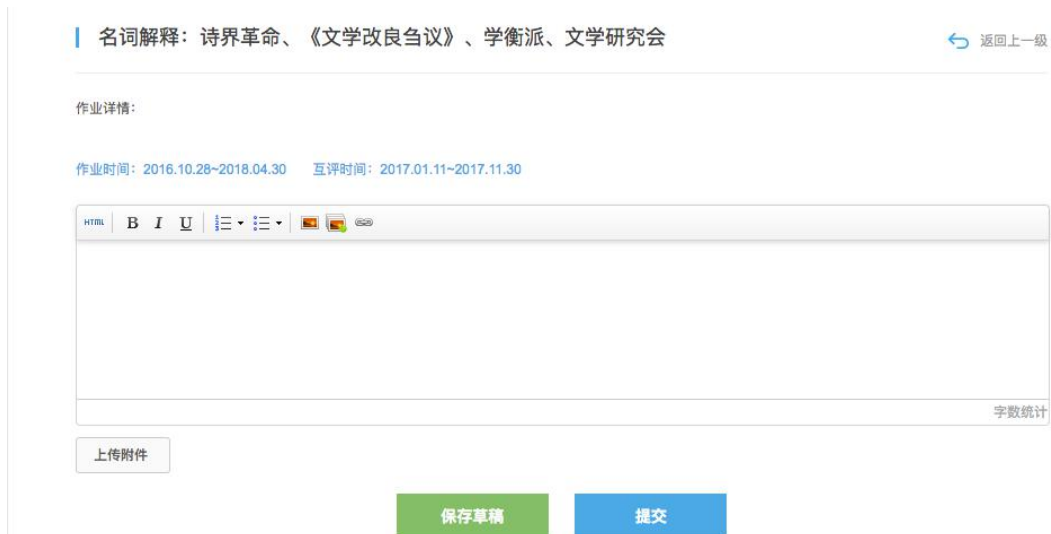 名词解释：诗界革命、《文学改良刍议》、学衡派、文学研究会
返回上一级
作业详情：
作业时间：2016.10.28~2018.04.30 互评时间：2017.01.11~2017.11.30
HTML B I U
字数统计
上传附件
保存草稿 提交